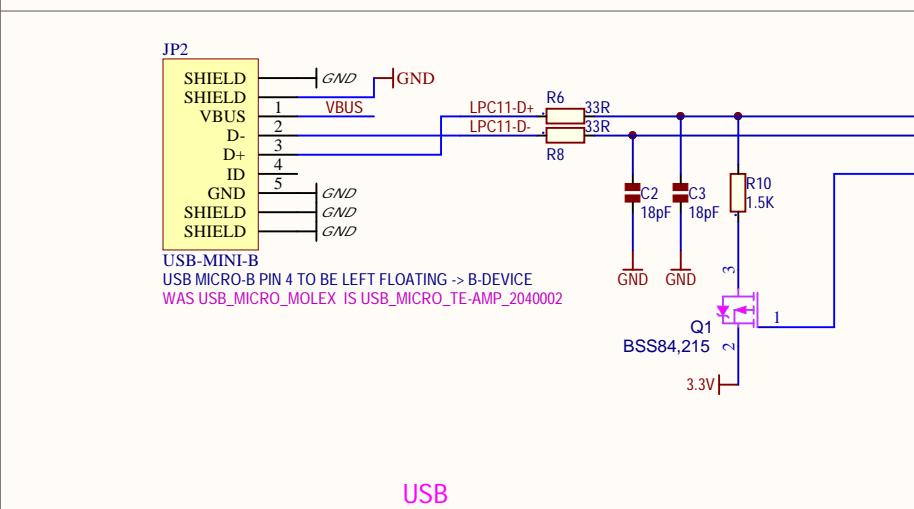 JP2
SHIELD
GND
GND
SHIELD
1
VBUS
VBUS
2
D-
3
D+
4
ID
5
GND
GND
SHIELD
GND
SHIELD
GND
USB-MINI-B
USB MICRO-B PIN 4 TO BE LEFT FLOATING -> B-DEVICE
WAS USB_MICRO_MOLEX IS USB_MICRO_TE-AMP_2040002
LPC11-D+
R6
33R
LPC11-D-
33R
R8
C2
18pF
C3
18pF
R10
1.5K
GND
GND
3
Q1
1
BSS84,215
2
3.3V
USB